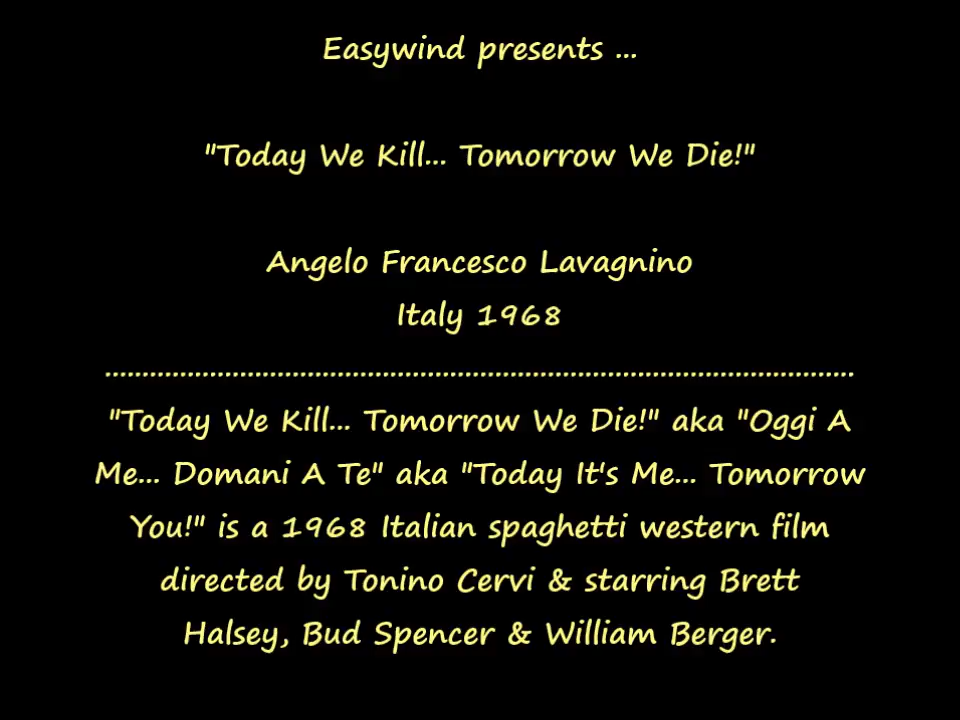 Easywind presents ...
"Today We Kill... Tomorrow We Die!"
Angelo Francesco Lavagnino
Italy 1968
....................................................................................................
"Today We Kill... Tomorrow We Die!" aka "Oggi A
Me... Domani A Te" aka "Today It's Me... Tomorrow
You!" is a 1968 Italian spaghetti western film
directed by Tonino Cervi & starring Brett
Halsey, Bud Spencer & William Berger.